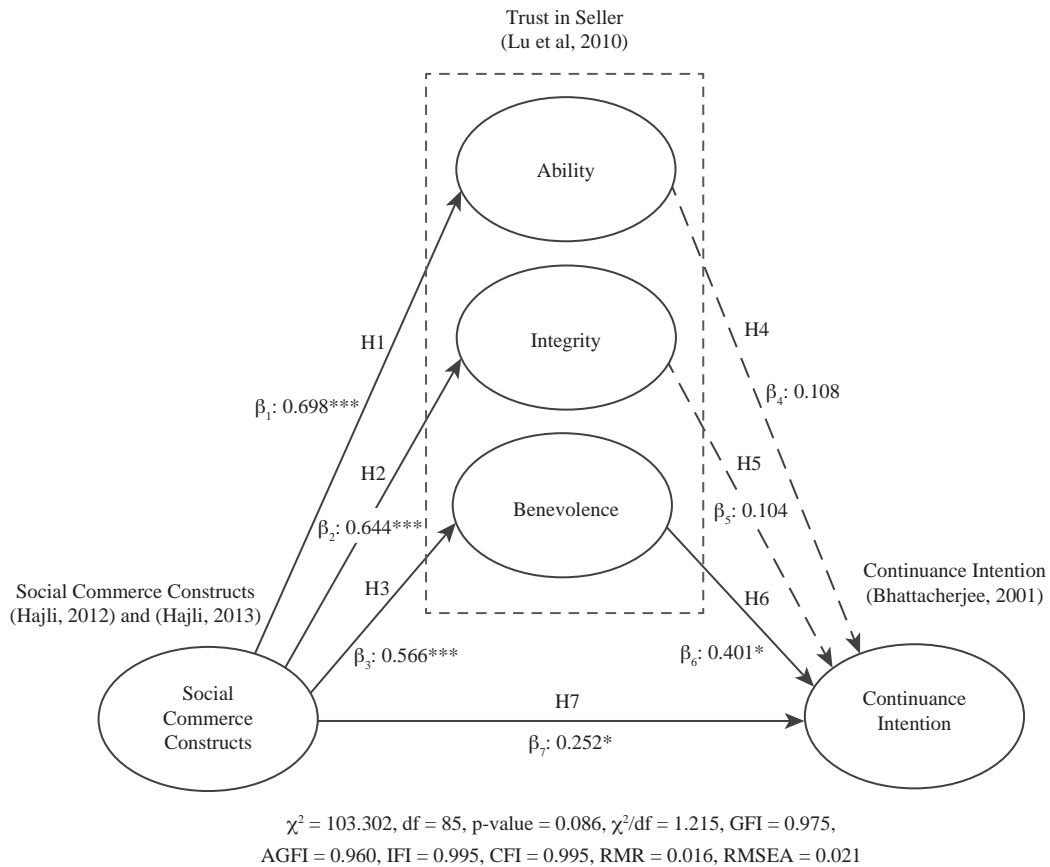 Trust in Seller
(Lu et al, 2010)
Ability
Integrity
Benevolence
H1
β₁: 0.698***
H2
β₂: 0.644***
H3
β₃: 0.566***
H4
β₄: 0.108
H5
β₅: 0.104
H6
β₆: 0.401*
Social Commerce Constructs
(Hajli, 2012) and (Hajli, 2013)
Continuance Intention
(Bhattacherjee, 2001)
Social
Commerce
Constructs
H7
β₇: 0.252*
Continuance
Intention
χ² = 103.302, df = 85, p-value = 0.086, χ²/df = 1.215, GFI = 0.975,
AGFI = 0.960, IFI = 0.995, CFI = 0.995, RMR = 0.016, RMSEA = 0.021